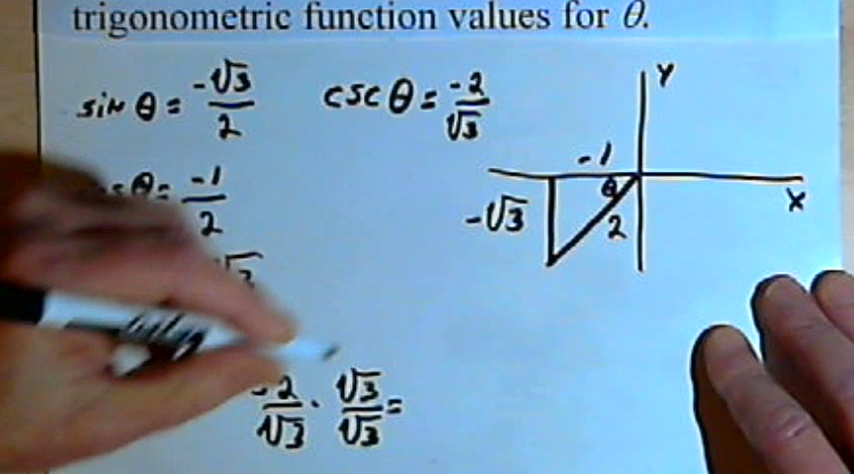 trigonometric function values for θ.
sin θ = -√3/2
csc θ = -2/√3
θ = -1/2
-2/√3 · √3/√3 =
Y
-1
θ
-√3
2
X